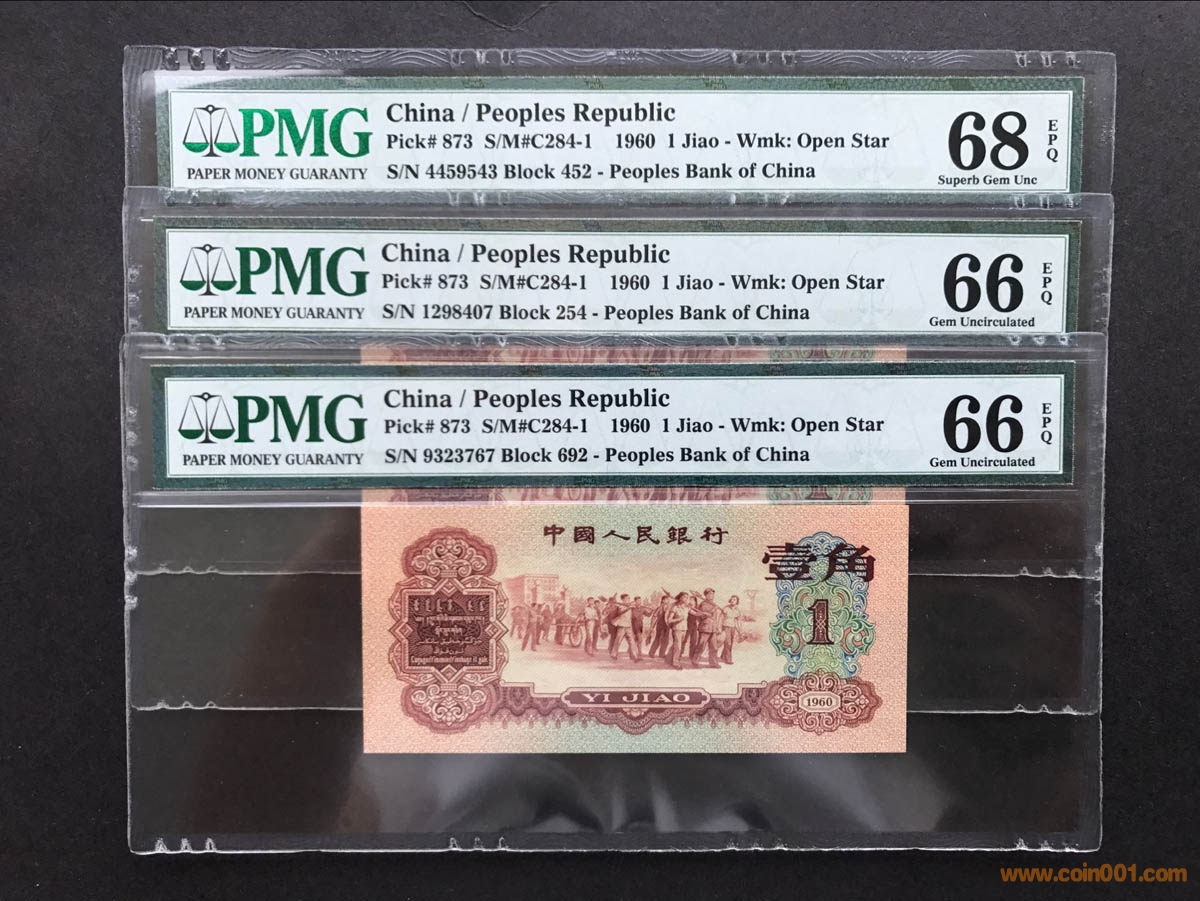 PMG
PAPER MONEY GUARANTY
China / Peoples Republic
Pick# 873 S/M#C284-1 1960 1 Jiao - Wmk: Open Star
S/N 4459543 Block 452 - Peoples Bank of China
68
EPQ
Superb Gem Unc
PMG
PAPER MONEY GUARANTY
China / Peoples Republic
Pick# 873 S/M#C284-1 1960 1 Jiao - Wmk: Open Star
S/N 1298407 Block 254 - Peoples Bank of China
66
EPQ
Gem Uncirculated
PMG
PAPER MONEY GUARANTY
China / Peoples Republic
Pick# 873 S/M#C284-1 1960 1 Jiao - Wmk: Open Star
S/N 9323767 Block 692 - Peoples Bank of China
66
EPQ
Gem Uncirculated
1
中國人民銀行
壹角
1
YI JIAO
1960
www.coin001.com